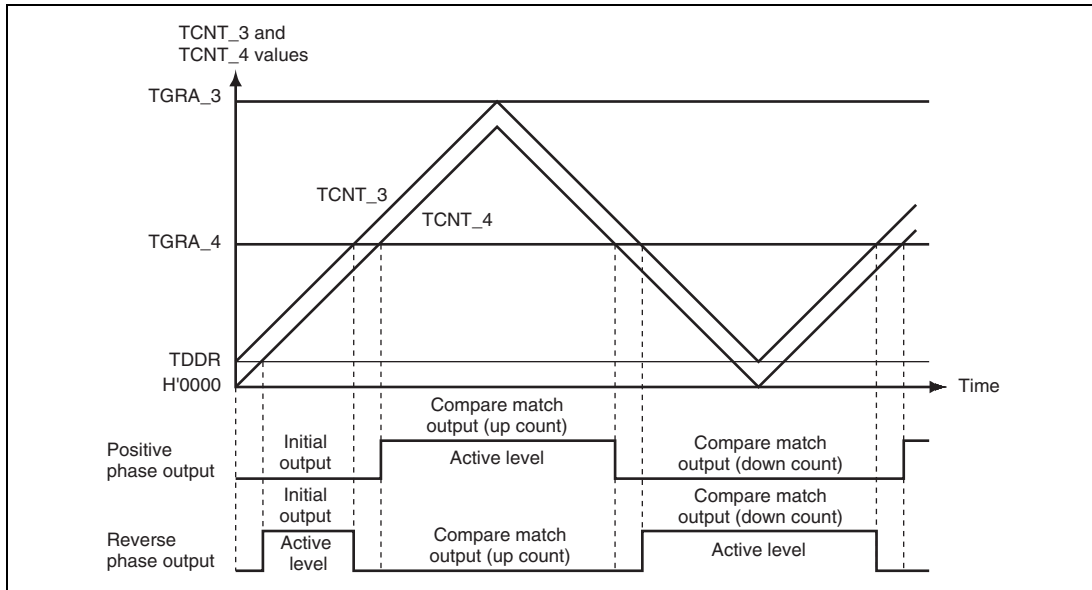 TCNT_3 and
TCNT_4 values
TGRA_3
TCNT_3
TCNT_4
TGRA_4
TDDR
H'0000
Time
Compare match
output (up count)
Positive
phase output
Initial
output
Active level
Compare match
output (down count)
Initial
output
Compare match
output (down count)
Reverse
phase output
Active
level
Compare match
output (up count)
Active level